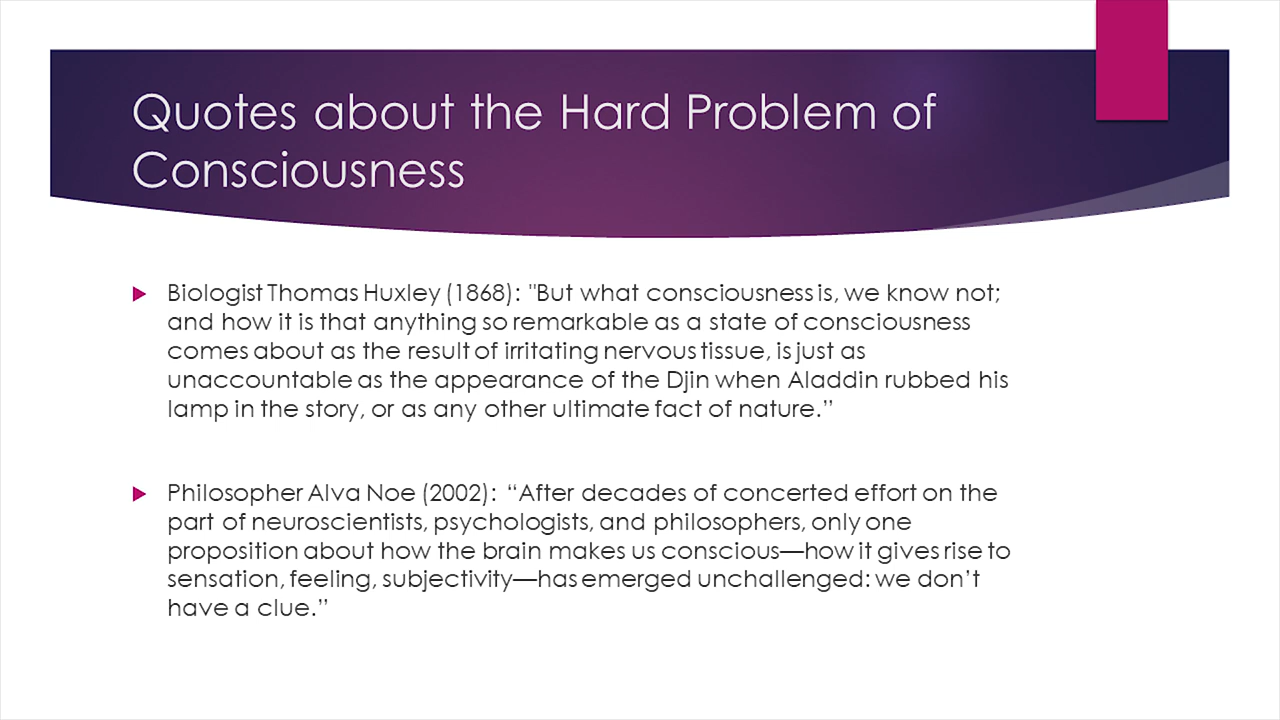 Quotes about the Hard Problem of
Consciousness
Biologist Thomas Huxley (1868): "But what consciousness is, we know not;
and how it is that anything so remarkable as a state of consciousness
comes about as the result of irritating nervous tissue, is just as
unaccountable as the appearance of the Djin when Aladdin rubbed his
lamp in the story, or as any other ultimate fact of nature.”
Philosopher Alva Noe (2002): “After decades of concerted effort on the
part of neuroscientists, psychologists, and philosophers, only one
proposition about how the brain makes us conscious—how it gives rise to
sensation, feeling, subjectivity—has emerged unchallenged: we don’t
have a clue.”